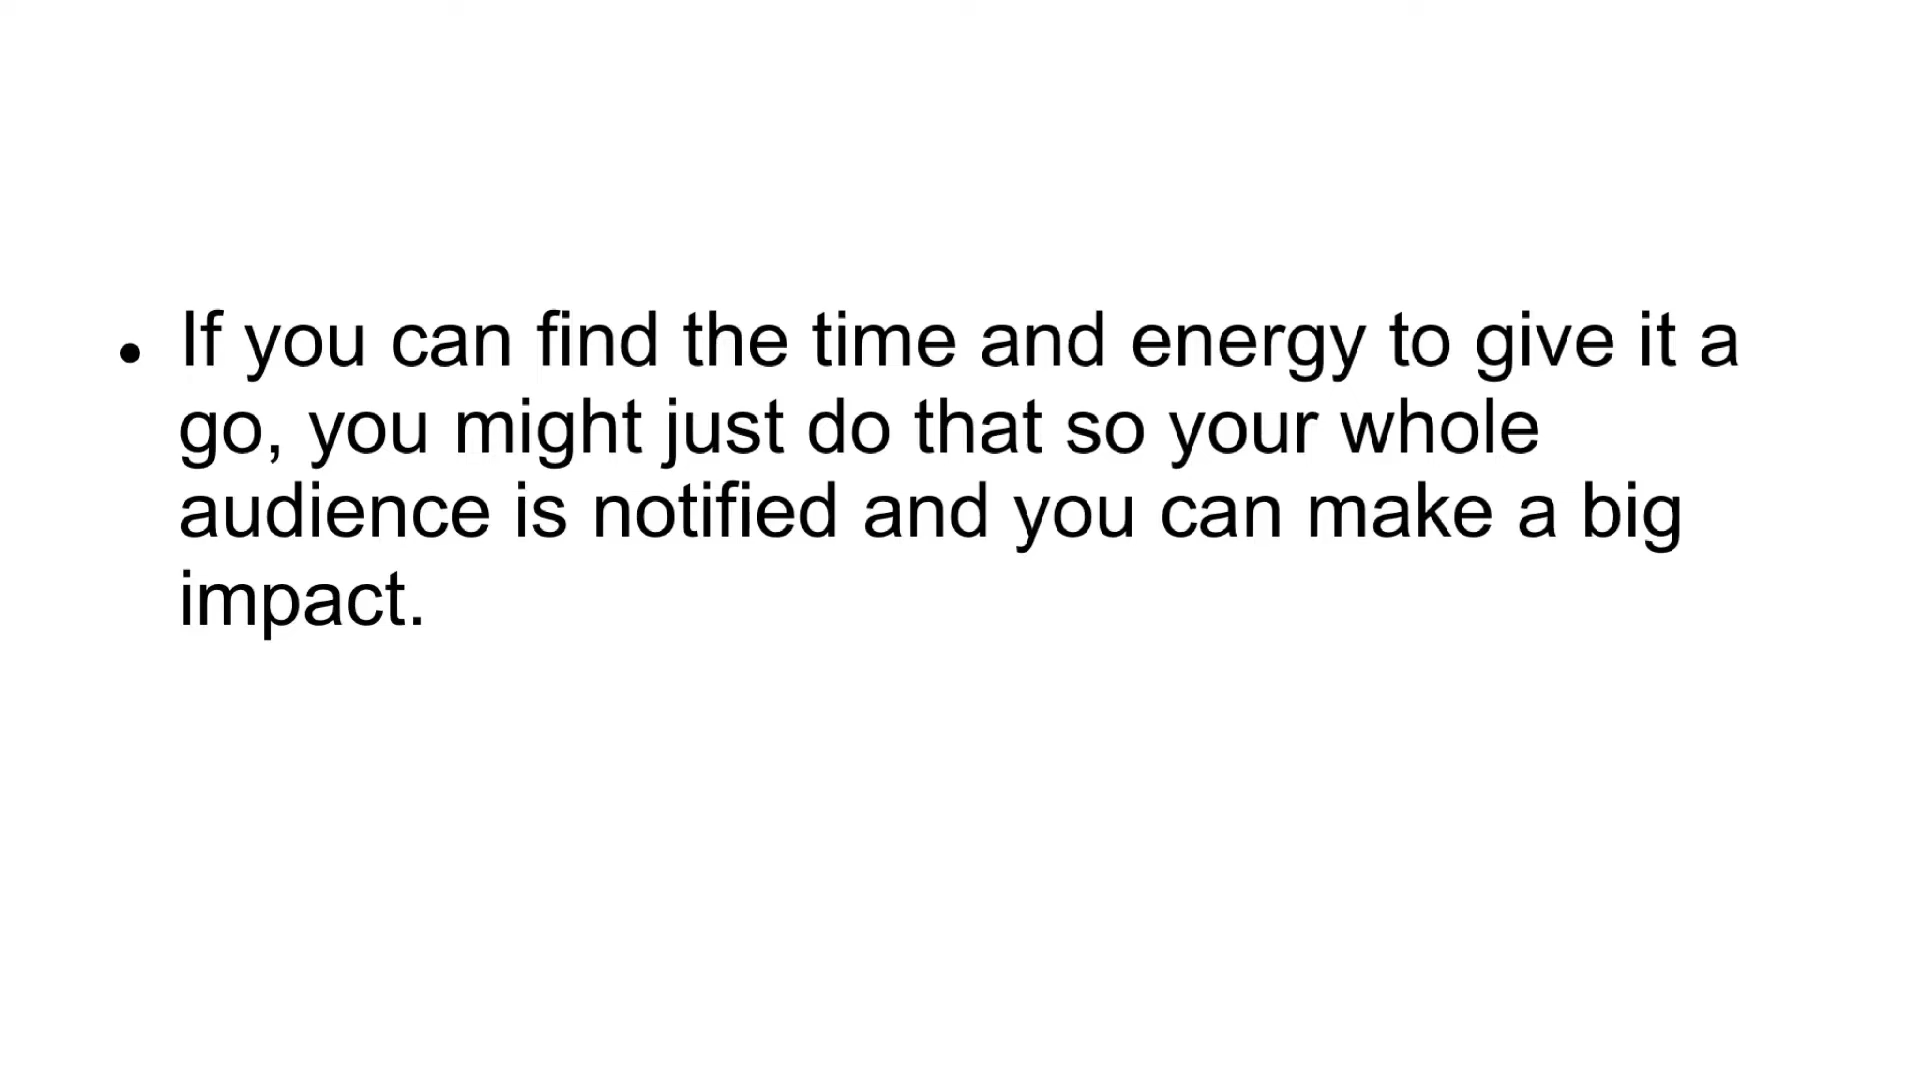 • If you can find the time and energy to give it a
go, you might just do that so your whole
audience is notified and you can make a big
impact.